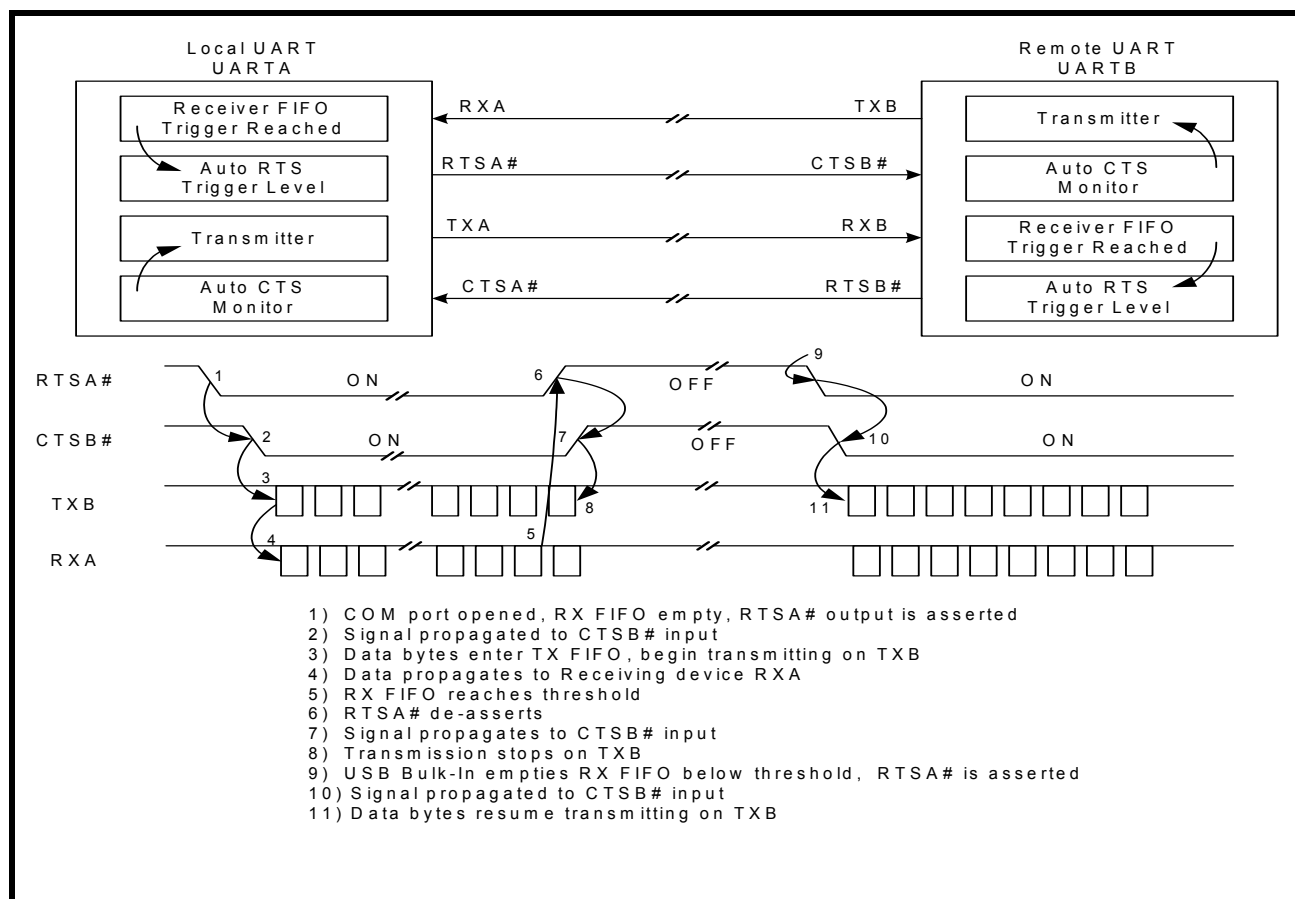 Local UART
UARTA
Remote UART
UARTB
Receiver FIFO
Trigger Reached
Auto RTS
Trigger Level
Transmitter
Auto CTS
Monitor
RXA
TXB
RTSA#
CTSB#
TXA
RXB
CTSA#
RTSB#
Transmitter
Auto CTS
Monitor
Receiver FIFO
Trigger Reached
Auto RTS
Trigger Level
RTSA#
1
ON
6
OFF
9
ON
CTSB#
2
ON
7
OFF
10
ON
TXB
3
8
11
RXA
4
5
1) COM port opened, RX FIFO empty, RTSA# output is asserted
2) Signal propagated to CTSB# input
3) Data bytes enter TX FIFO, begin transmitting on TXB
4) Data propagates to Receiving device RXA
5) RX FIFO reaches threshold
6) RTSA# de-asserts
7) Signal propagates to CTSB# input
8) Transmission stops on TXB
9) USB Bulk-In empties RX FIFO below threshold, RTSA# is asserted
10) Signal propagated to CTSB# input
11) Data bytes resume transmitting on TXB